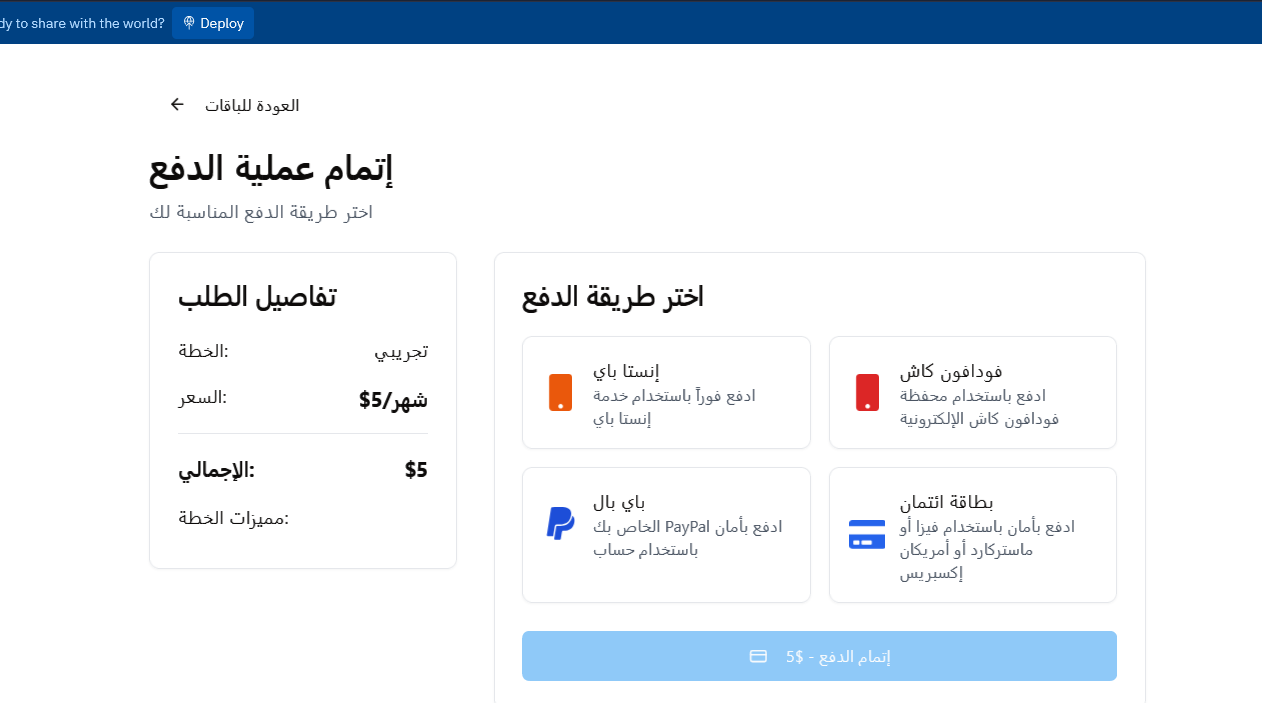 dy to share with the world?
Deploy
العودة للباقات
إتمام عملية الدفع
اختر طريقة الدفع المناسبة لك
تفاصيل الطلب
الخطة:
تجريبي
السعر:
$5/شهر
الإجمالي:
$5
مميزات الخطة:
اختر طريقة الدفع
إنستا باي
ادفع فوراً باستخدام خدمة
إنستا باي
فودافون كاش
ادفع باستخدام محفظة
فودافون كاش الإلكترونية
باي بال
ادفع بأمان PayPal الخاص بك
باستخدام حساب
بطاقة ائتمان
ادفع بأمان باستخدام فيزا أو
ماستركارد أو أمريكان
إكسبريس
إتمام الدفع - $5